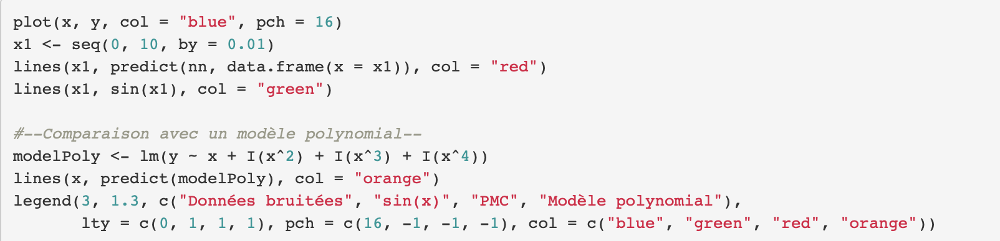 plot(x, y, col = "blue", pch = 16)
x1 <- seq(0, 10, by = 0.01)
lines(x1, predict(nn, data.frame(x = x1)), col = "red")
lines(x1, sin(x1), col = "green")
#--Comparaison avec un modèle polynomial--
modelPoly <- lm(y ~ x + I(x^2) + I(x^3) + I(x^4))
lines(x, predict(modelPoly), col = "orange")
legend(3, 1.3, c("Données bruitées", "sin(x)", "PMC", "Modèle polynomial"),
       lty = c(0, 1, 1, 1), pch = c(16, -1, -1, -1), col = c("blue", "green", "red", "orange"))